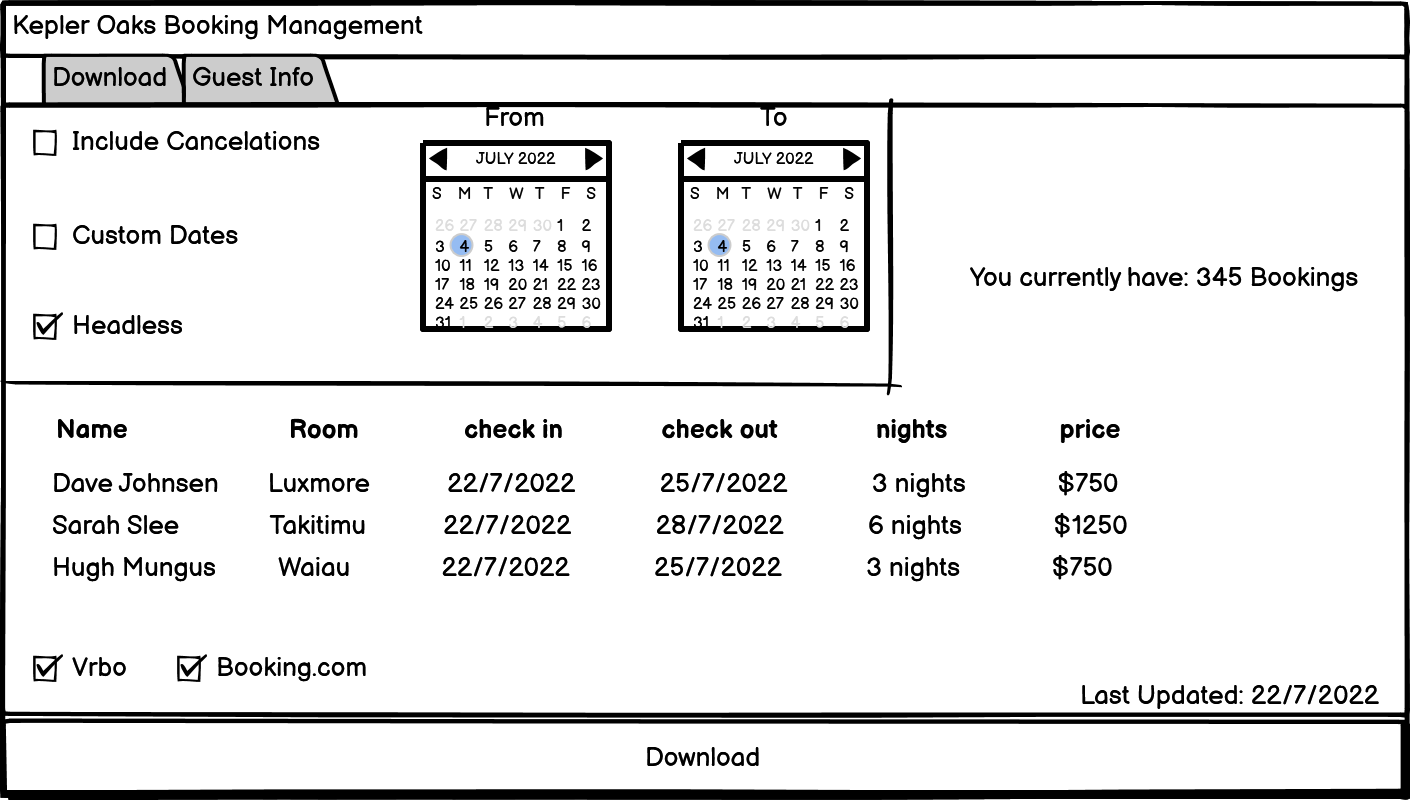 Kepler Oaks Booking Management
Download Guest Info
From To
Include Cancelations
JULY 2022 JULY 2022
S M T W T F S S M T W T F S
26 27 28 29 30 1 2 26 27 28 29 30 1 2
Custom Dates
3 4 5 6 7 8 9 3 4 5 6 7 8 9
10 11 12 13 14 15 16 10 11 12 13 14 15 16
17 18 19 20 21 22 23 17 18 19 20 21 22 23
24 25 26 27 28 29 30 24 25 26 27 28 29 30
31 1 2 3 4 5 6 31 1 2 3 4 5 6
Headless
You currently have: 345 Bookings
Name Room check in check out nights price
Dave Johnsen Luxmore 22/7/2022 25/7/2022 3 nights $750
Sarah Slee Takitimu 22/7/2022 28/7/2022 6 nights $1250
Hugh Mungus Waiau 22/7/2022 25/7/2022 3 nights $750
Vrbo Booking.com
Last Updated: 22/7/2022
Download